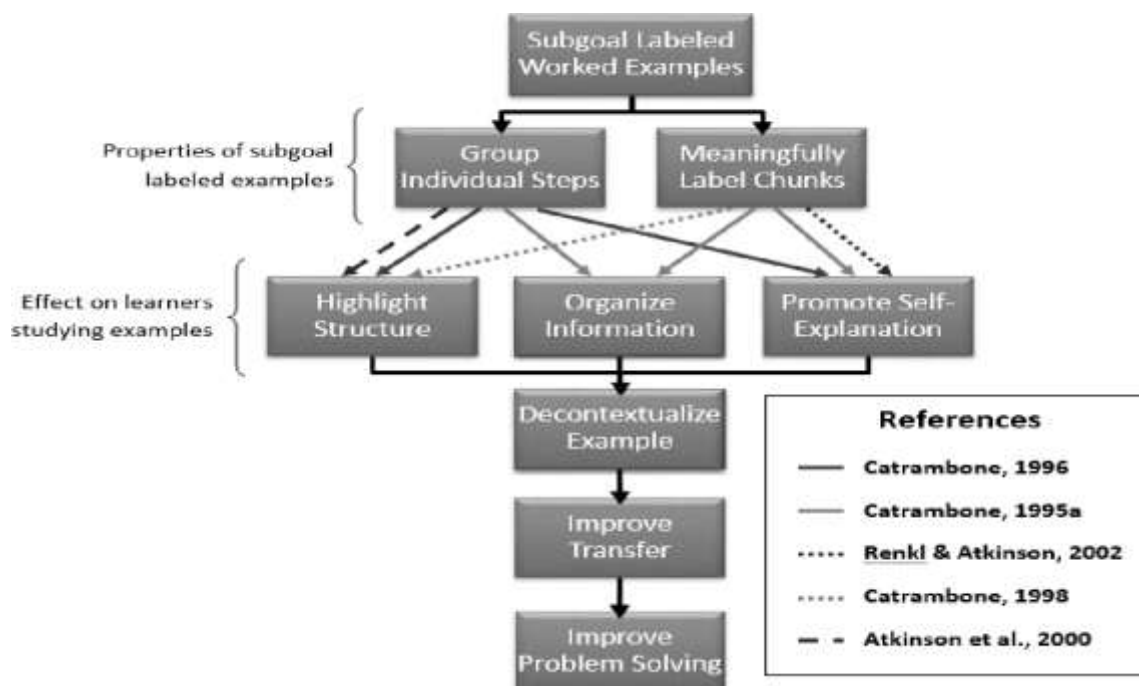 Subgoal Labeled
Worked Examples
Properties of subgoal
labeled examples
Group
Individual Steps
Meaningfully
Label Chunks
Effect on learners
studying examples
Highlight
Structure
Organize
Information
Promote Self-
Explanation
Decontextualize
Example
Improve
Transfer
Improve
Problem Solving
References
Catrambone, 1996
Catrambone, 1995a
Renkl & Atkinson, 2002
Catrambone, 1998
Atkinson et al., 2000